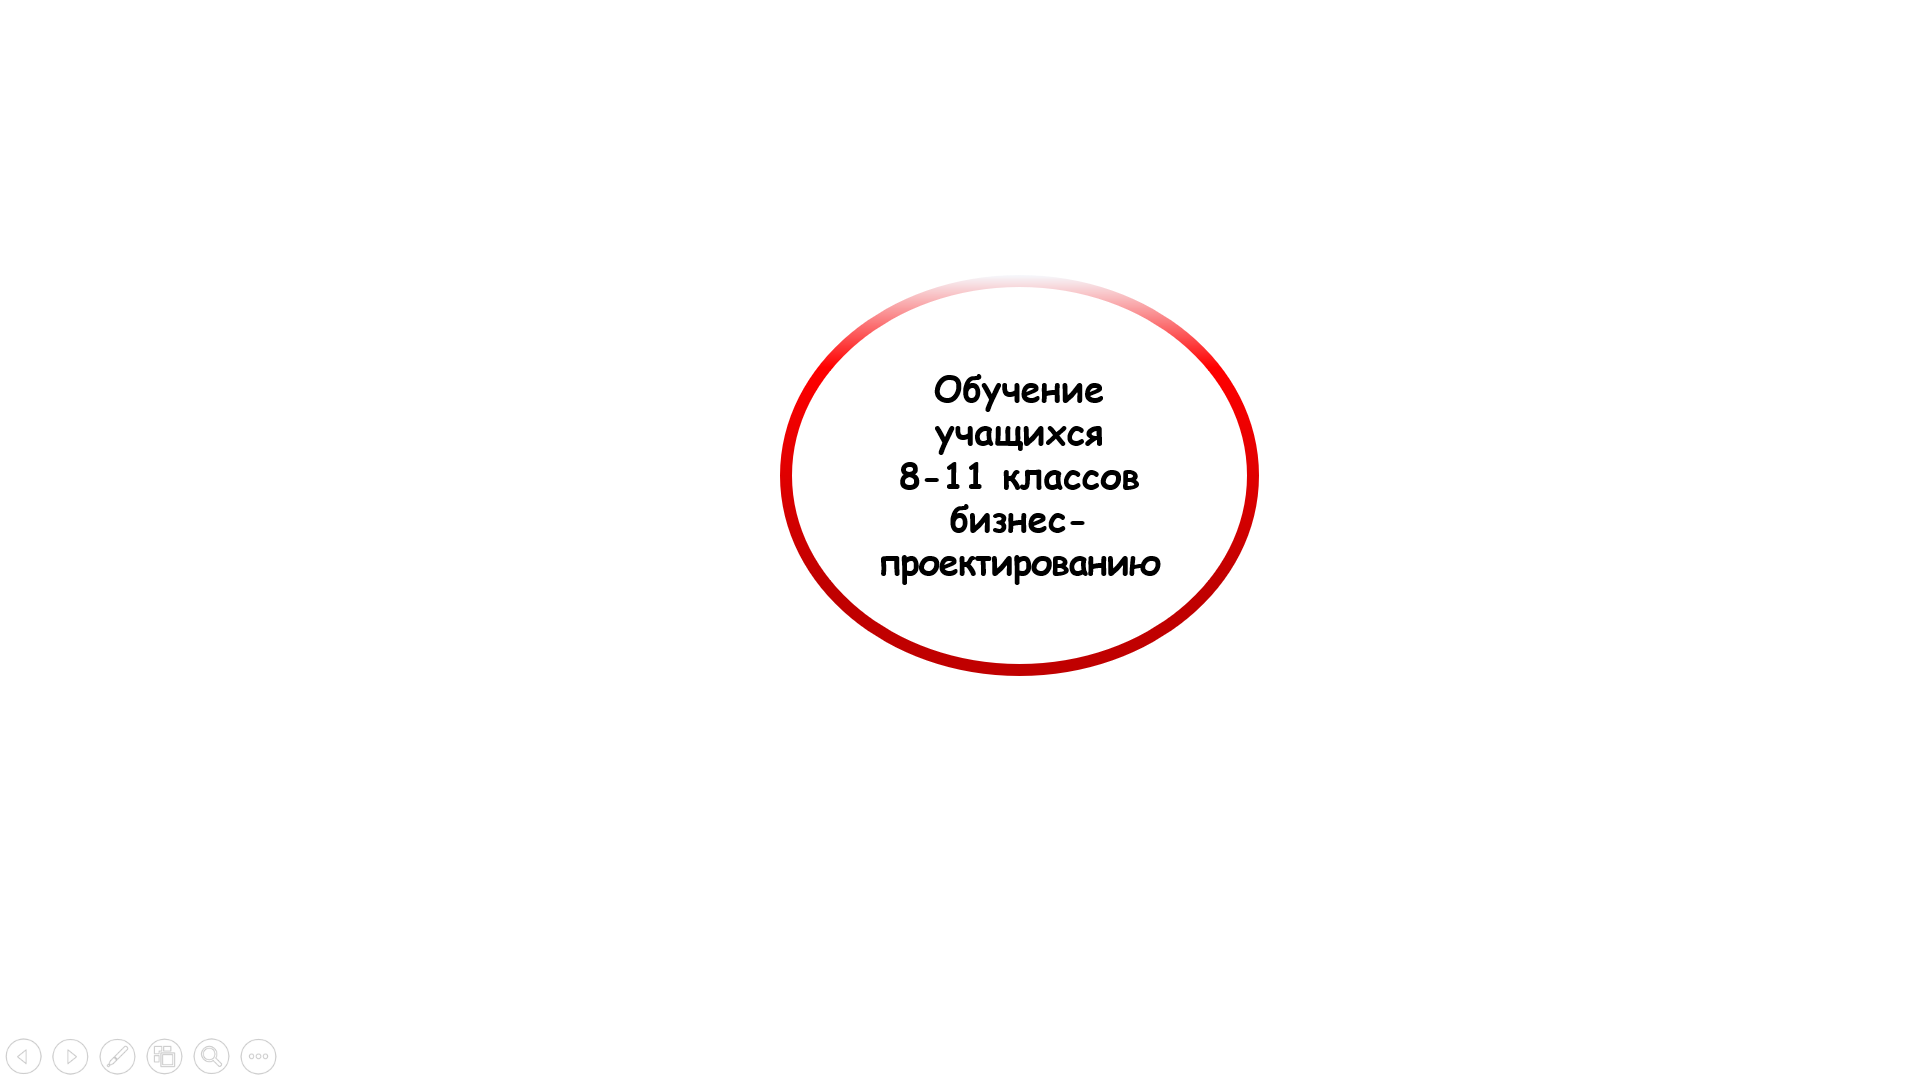 Обучение
учащихся
8-11 классов
бизнес-
проектированию